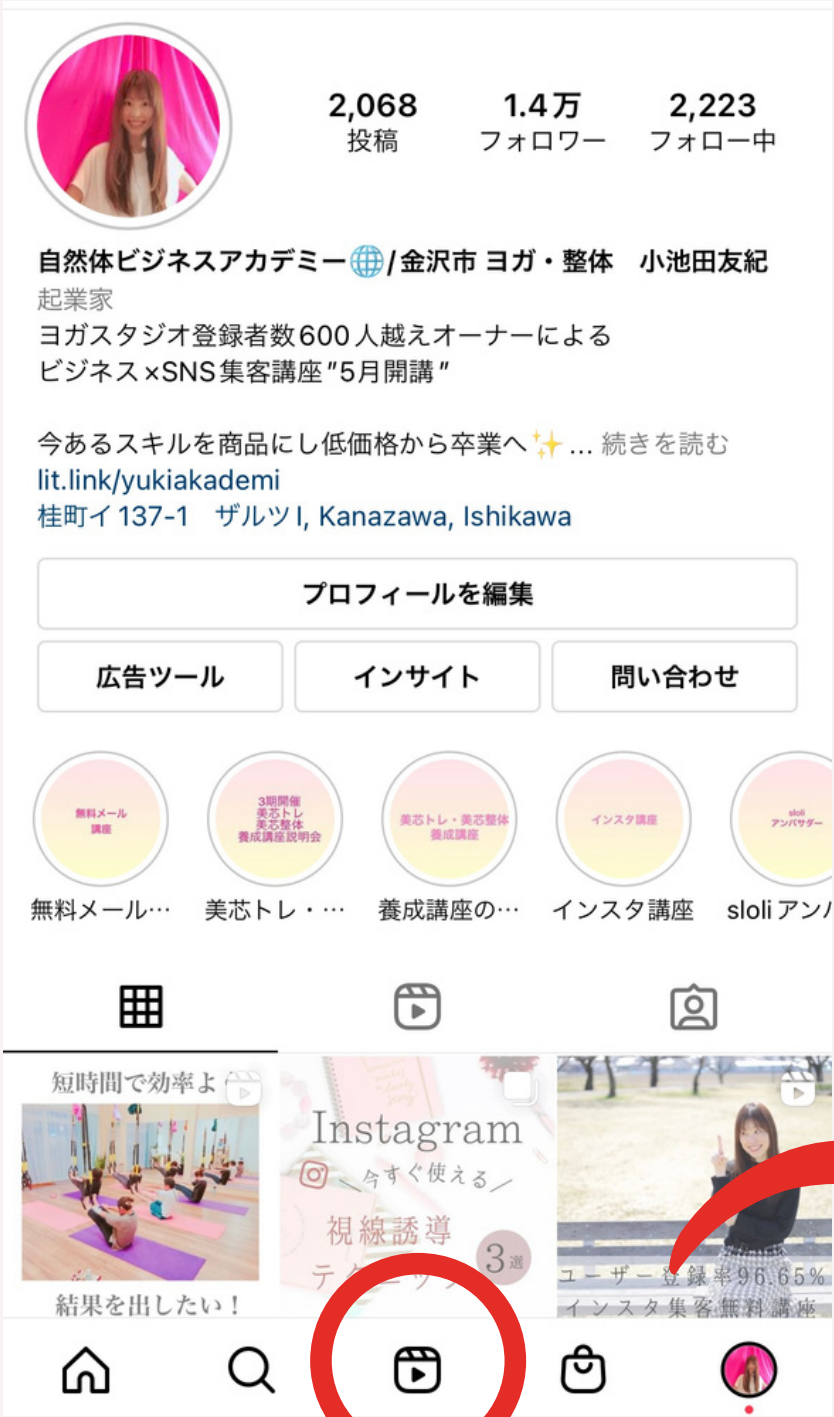 2,068
投稿
1.4万
フォロワー
2,223
フォロー中
自然体ビジネスアカデミー🌐/金沢市 ヨガ・整体　小池田友紀
起業家
ヨガスタジオ登録者数600人越えオーナーによる
ビジネス×SNS集客講座”5月開講”
今あるスキルを商品にし低価格から卒業へ✨... 続きを読む
lit.link/yukiakademi
桂町イ137-1　ザルツI, Kanazawa, Ishikawa
プロフィールを編集
広告ツール
インサイト
問い合わせ
無料メール
講座
3期開催
美芯トレ
美芯整体
養成講座説明会
美芯トレ・美芯整体
養成講座
インスタ講座
sloli
アンバサダー
無料メール…
美芯トレ・…
養成講座の…
インスタ講座
sloli アン
短時間で効率よ
結果を出したい！
Instagram
＼今すぐ使える／
視線誘導
テクニック
3選
ユーザー登録率96.65%
インスタ集客無料講座